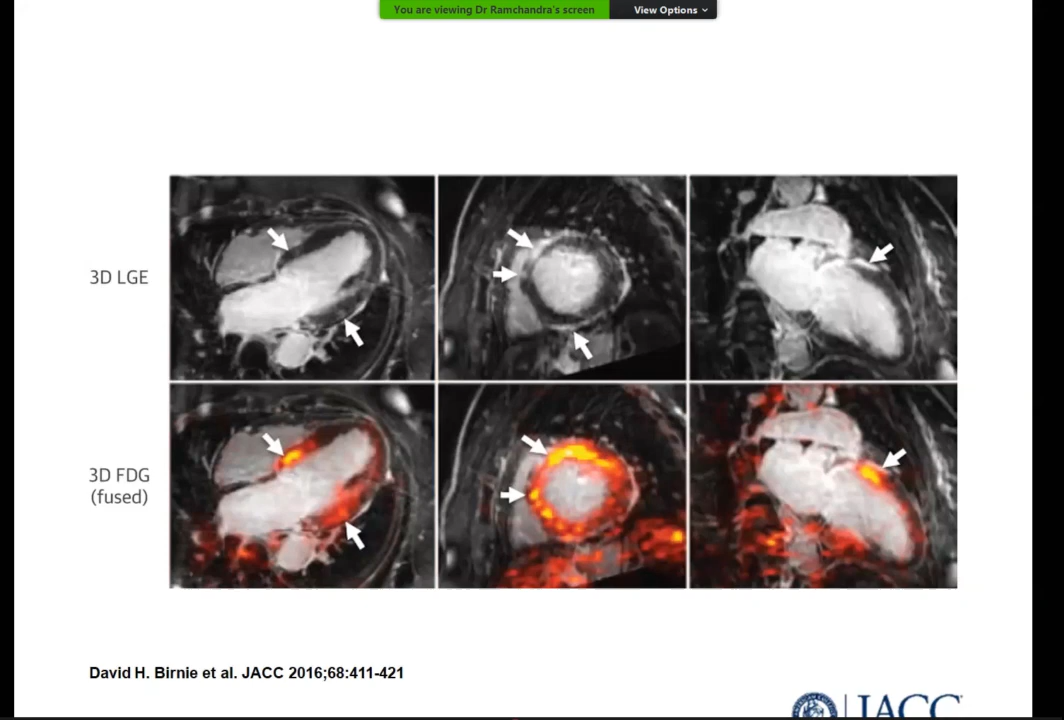 You are viewing Dr Ramchandra's screen
View Options
3D LGE
3D FDG
(fused)
David H. Birnie et al. JACC 2016;68:411-421
JACC